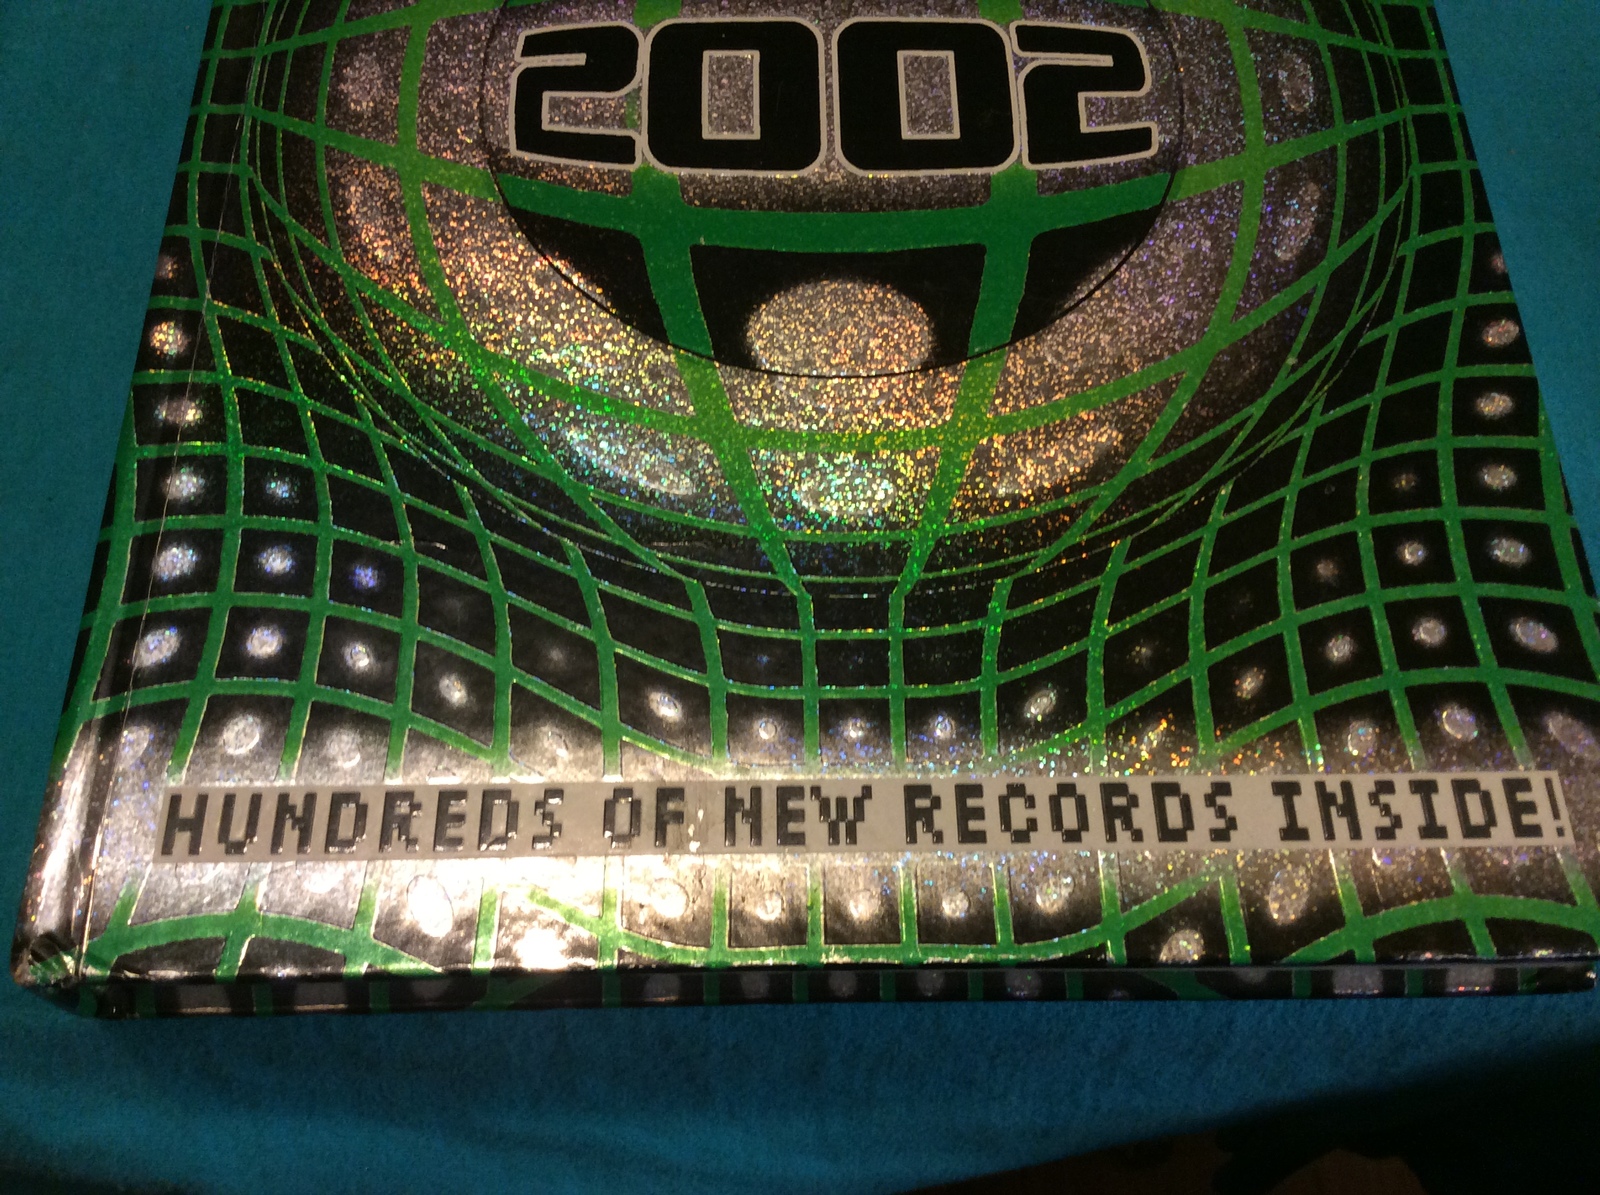 2002
HUNDREDS OF NEW RECORDS INSIDE!